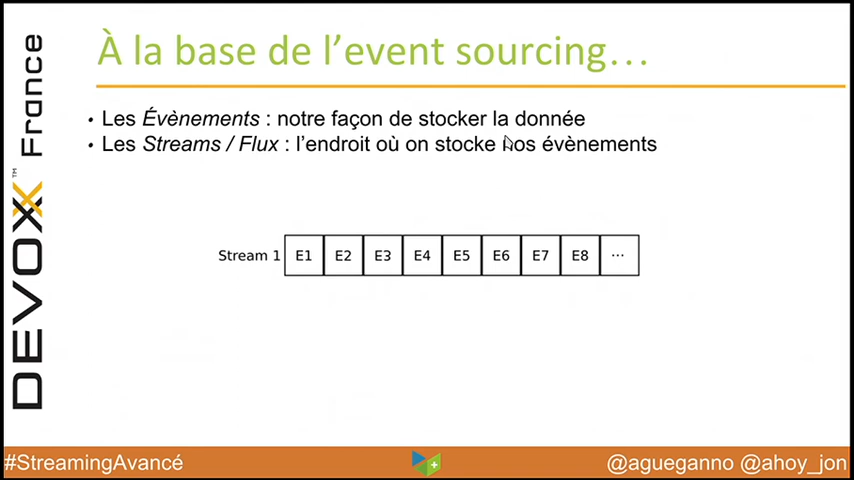 À la base de l’event sourcing…
• Les Évènements : notre façon de stocker la donnée
• Les Streams / Flux : l’endroit où on stocke nos évènements
Stream 1 E1 E2 E3 E4 E5 E6 E7 E8 ...
DEVOXX™ France
#StreamingAvancé
@agueganno @ahoy_jon